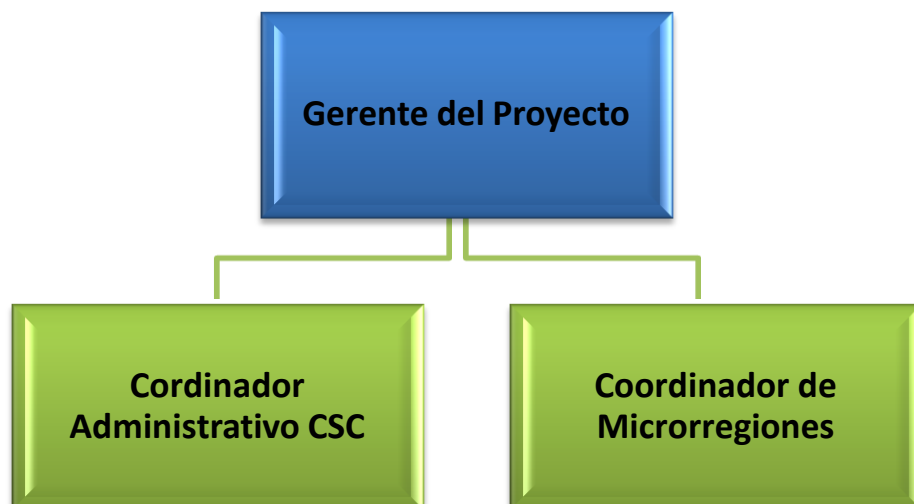 Gerente del Proyecto
Cordinador
Administrativo CSC
Coordinador de
Microrregiones